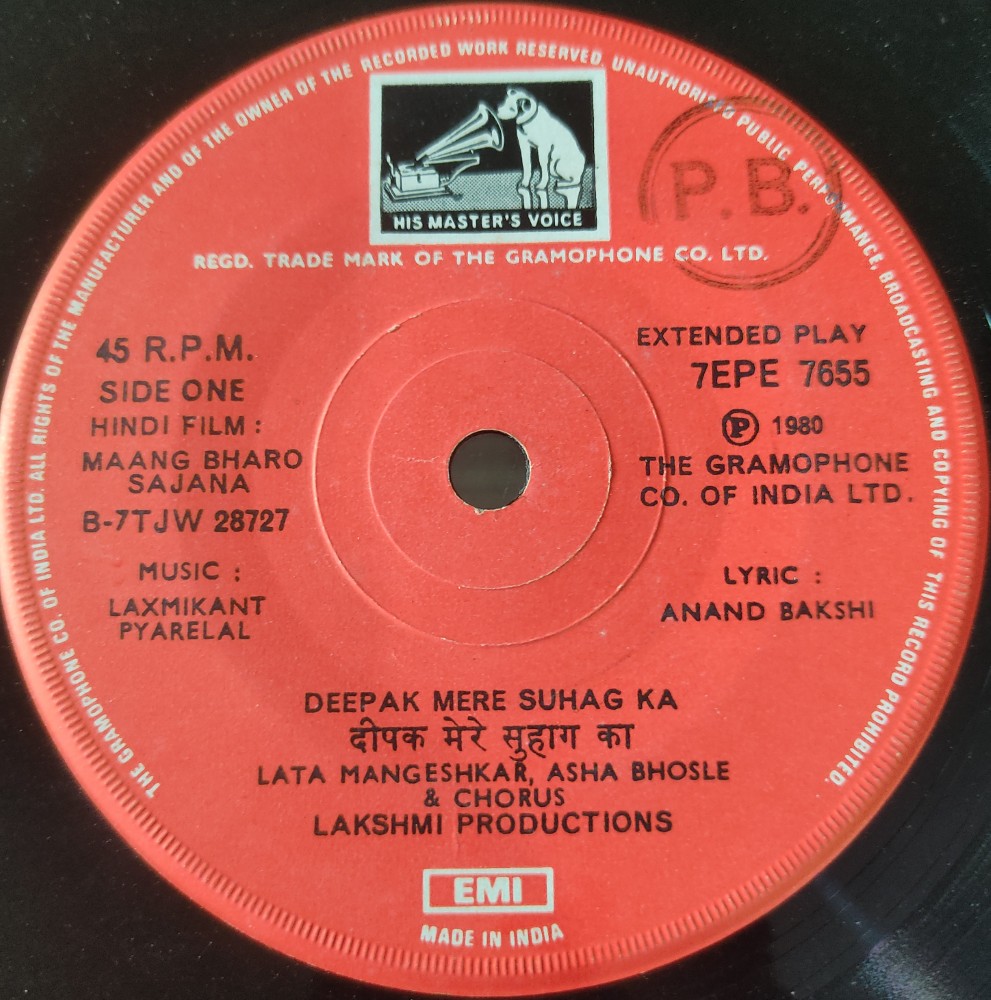 THE GRAMOPHONE CO. OF INDIA LTD. ALL RIGHTS OF THE MANUFACTURER AND OF THE OWNER OF THE RECORDED WORK RESERVED. UNAUTHORISED PUBLIC PERFORMANCE, BROADCASTING AND COPYING OF THIS RECORD PROHIBITED.
HIS MASTER'S VOICE
P.B.
REGD. TRADE MARK OF THE GRAMOPHONE CO. LTD.
45 R.P.M.
SIDE ONE
HINDI FILM :
MAANG BHARO
SAJANA
B-7TJW 28727
MUSIC :
LAXMIKANT
PYARELAL
EXTENDED PLAY
7EPE 7655
Ⓟ 1980
THE GRAMOPHONE
CO. OF INDIA LTD.
LYRIC :
ANAND BAKSHI
DEEPAK MERE SUHAG KA
दीपक मेरे सुहाग का
LATA MANGESHKAR, ASHA BHOSLE
& CHORUS
LAKSHMI PRODUCTIONS
EMI
MADE IN INDIA